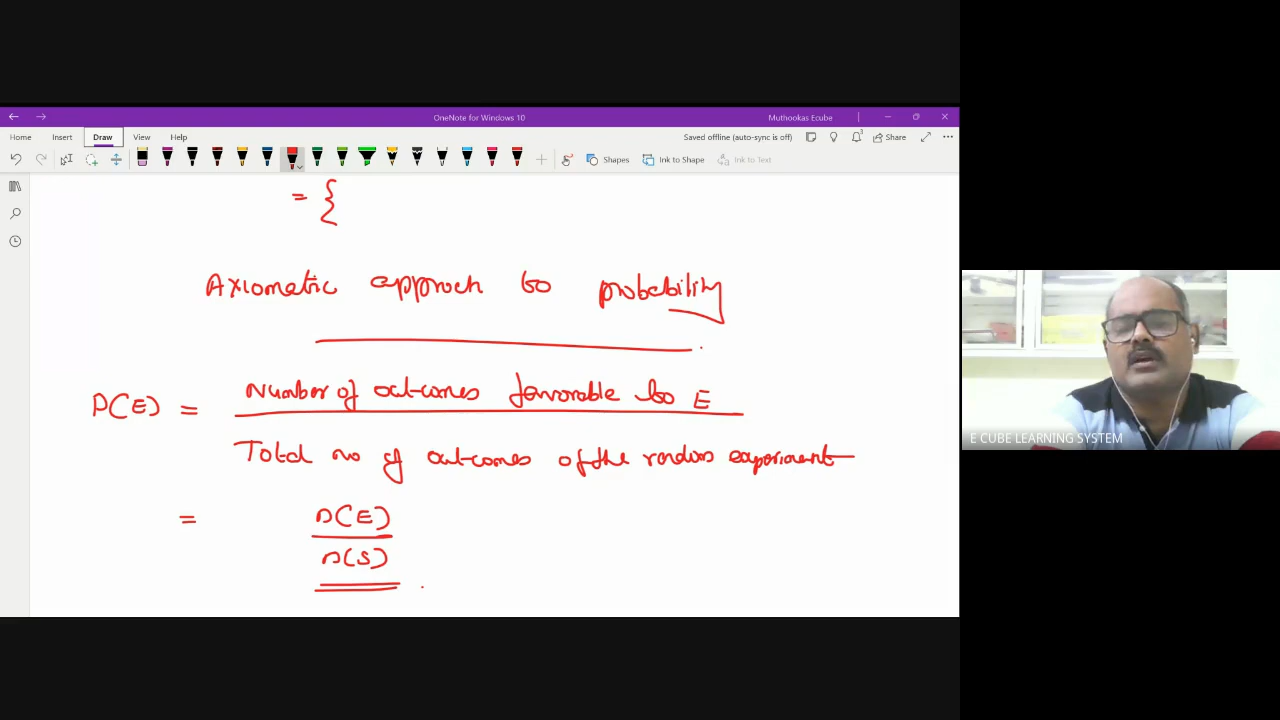 OneNote for Windows 10
Muthookas Ecube
Home Insert Draw View Help
Saved offline (auto-sync is off)
3
Share
Shapes
Ink to Shape
Ink to Text
= {
Axiometic approch to probability
P(E) = Number of outcomes favorable to E
Total no of outcomes of the random experiment
= n(E)
n(S)
E CUBE LEARNING SYSTEM